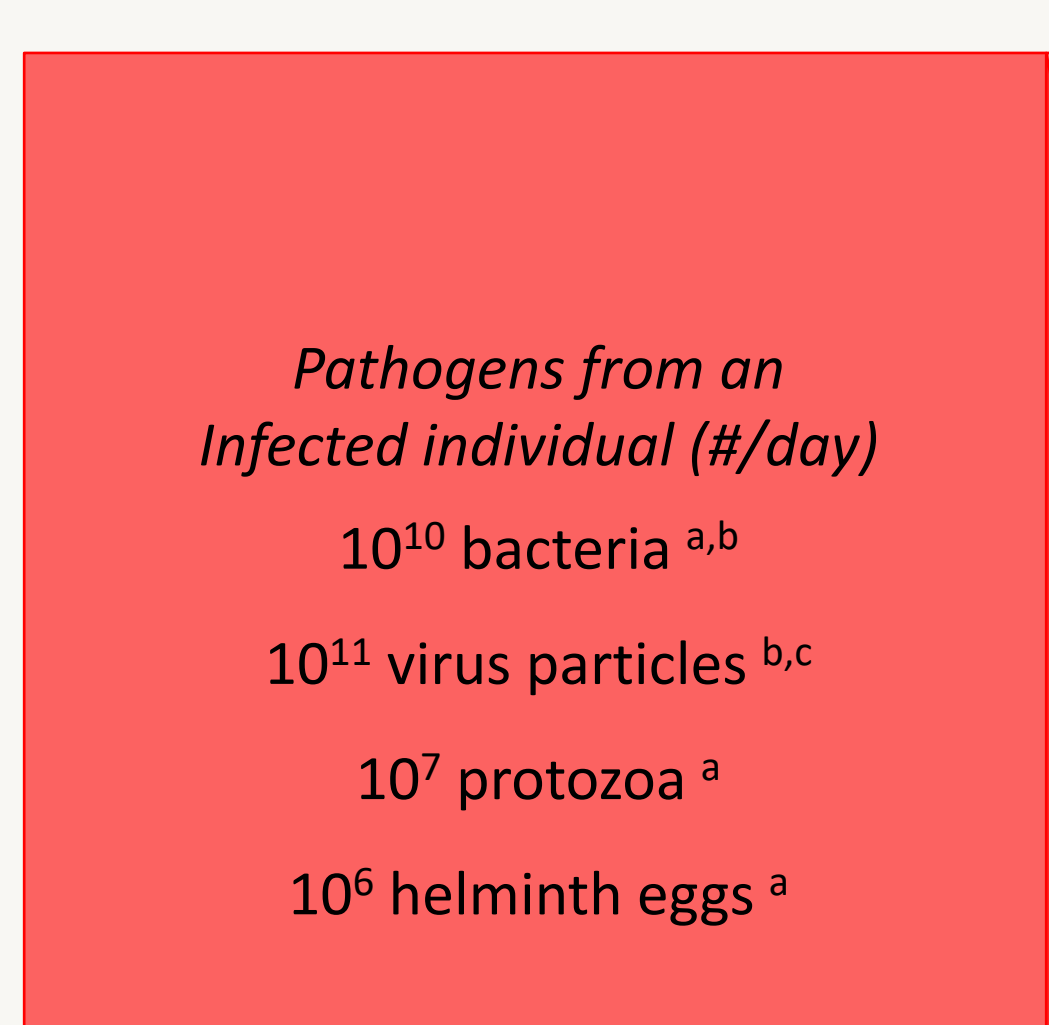 Pathogens from an
Infected individual (#/day)
10¹⁰ bacteria ᵃ,ᵇ
10¹¹ virus particles ᵇ,ᶜ
10⁷ protozoa ᵃ
10⁶ helminth eggs ᵃ